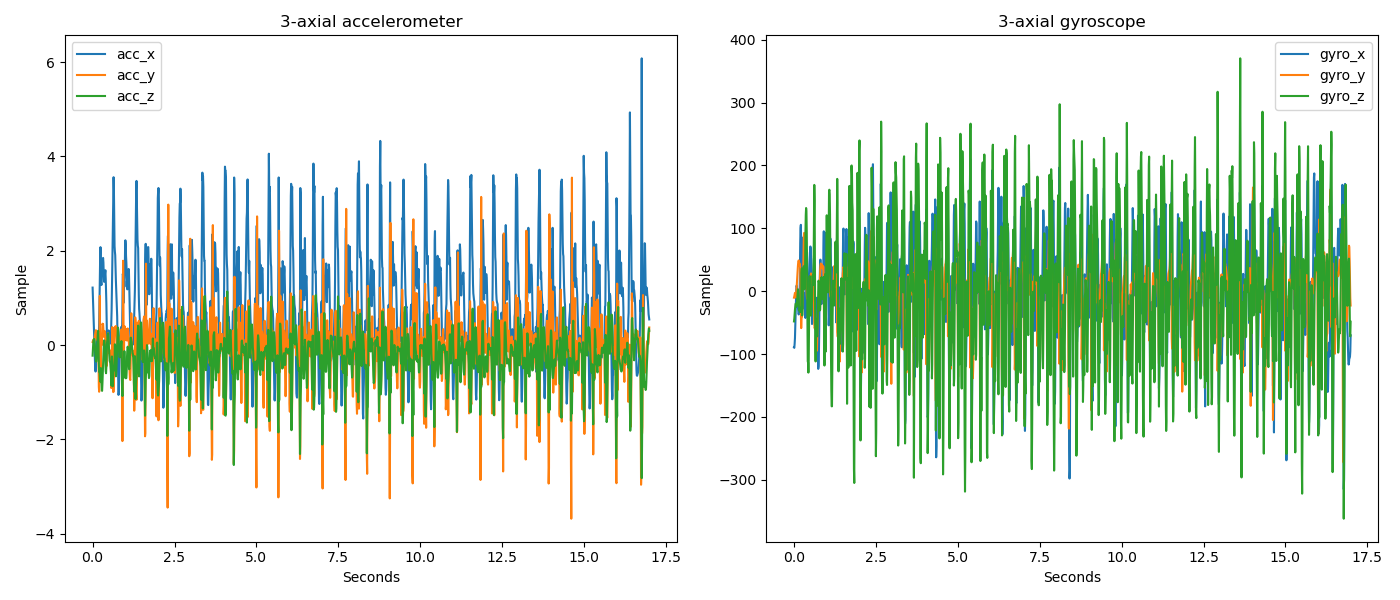 3-axial accelerometer
acc_x
acc_y
acc_z
6
4
2
0
−2
−4
Sample
0.0 2.5 5.0 7.5 10.0 12.5 15.0 17.5
Seconds
3-axial gyroscope
gyro_x
gyro_y
gyro_z
400
300
200
100
0
−100
−200
−300
Sample
0.0 2.5 5.0 7.5 10.0 12.5 15.0 17.5
Seconds